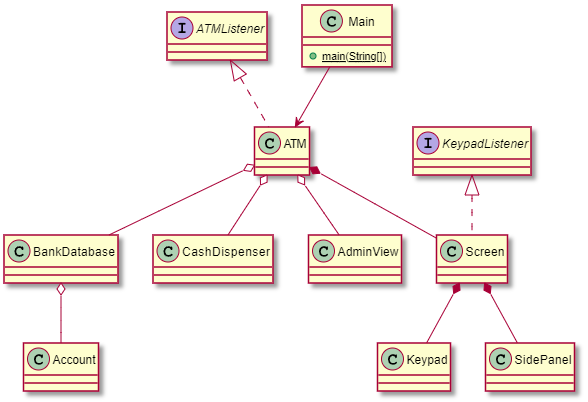 I ATMListener
C Main
main(String[])
C ATM
I KeypadListener
C BankDatabase
C CashDispenser
C AdminView
C Screen
C Account
C Keypad
C SidePanel